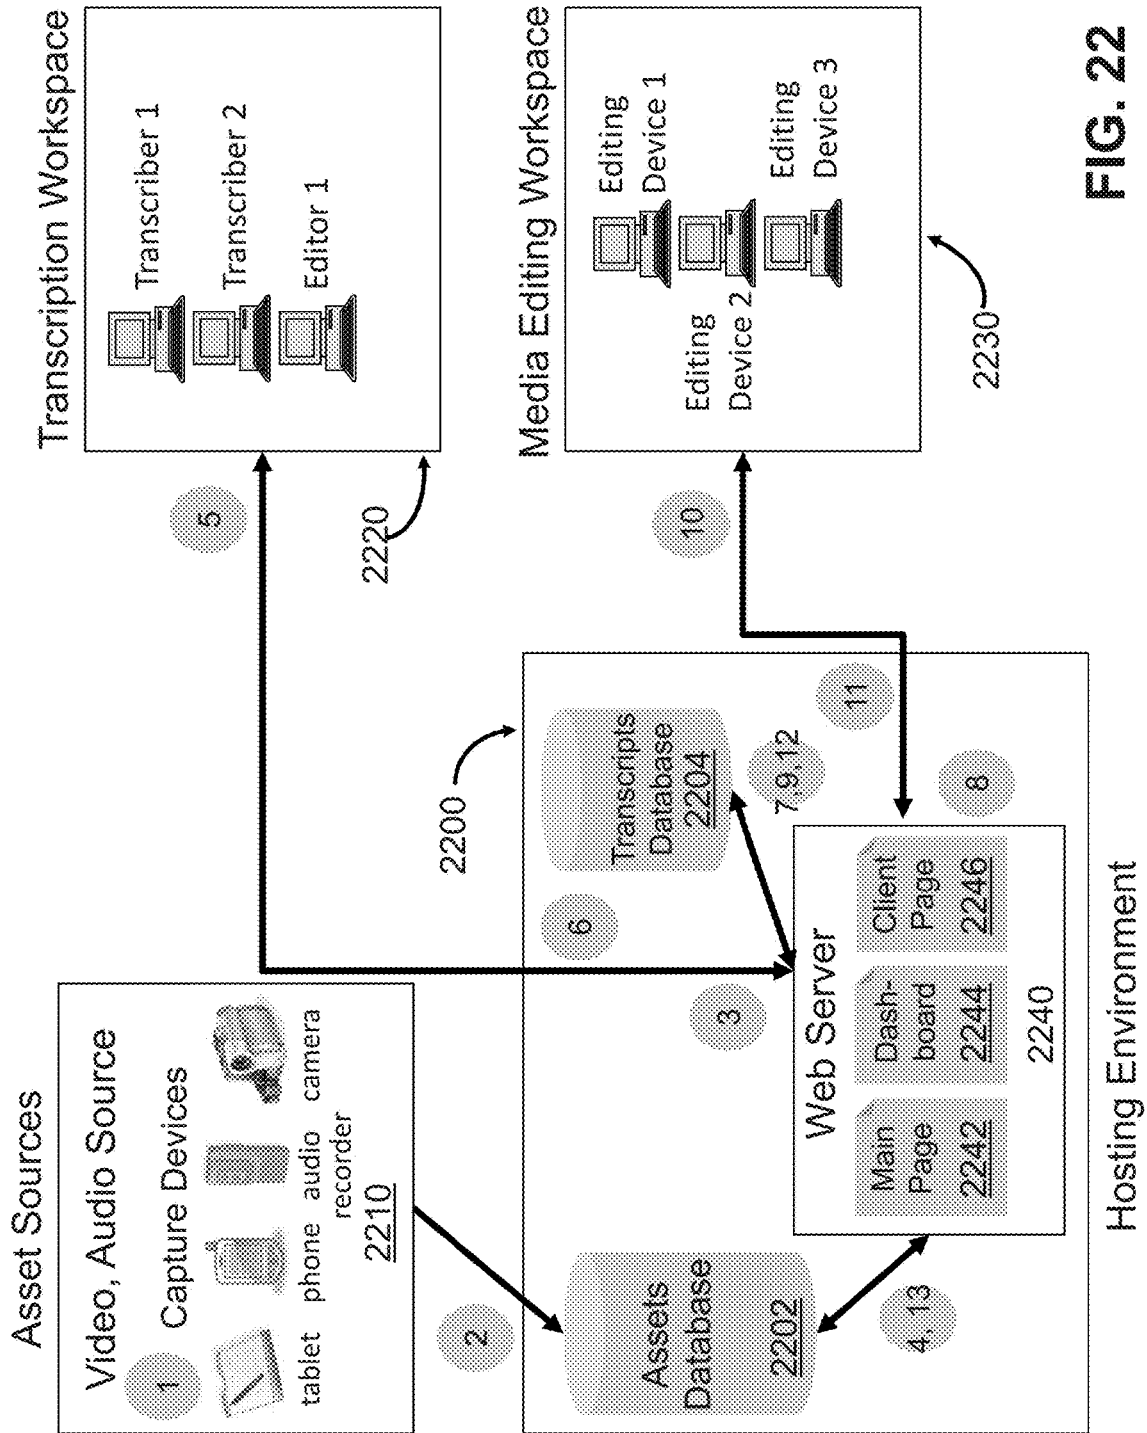 Asset Sources
Video, Audio Source
1
Capture Devices
tablet
phone
audio
recorder
camera
2210
2
5
Transcription Workspace
Transcriber 1
Transcriber 2
Editor 1
2220
2200
Assets
Database
2202
6
Transcripts
Database
2204
3
7,9,12
11
4,13
8
Web Server
Main
Page
2242
Dash-
board
2244
Client
Page
2246
2240
Hosting Environment
10
Media Editing Workspace
Editing
Device 1
Editing
Device 2
Editing
Device 3
2230
FIG. 22